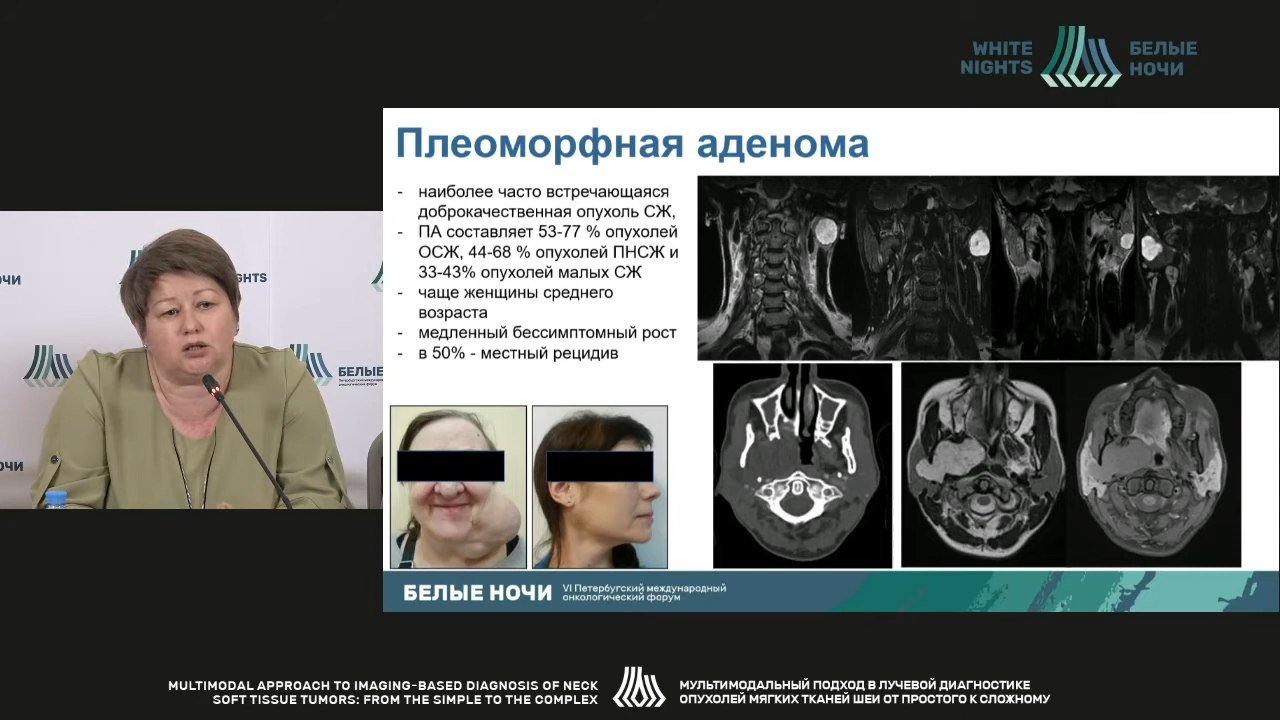 WHITE
NIGHTS
БЕЛЫЕ
НОЧИ
Плеоморфная аденома
- наиболее часто встречающаяся
доброкачественная опухоль СЖ,
- ПА составляет 53-77 % опухолей
ОСЖ, 44-68 % опухолей ПНСЖ и
33-43% опухолей малых СЖ
- чаще женщины среднего
возраста
- медленный бессимптомный рост
- в 50% - местный рецидив
БЕЛЫЕ НОЧИ
VI Петербугский международный
онкологический форум
MULTIMODAL APPROACH TO IMAGING-BASED DIAGNOSIS OF NECK
SOFT TISSUE TUMORS: FROM THE SIMPLE TO THE COMPLEX
МУЛЬТИМОДАЛЬНЫЙ ПОДХОД В ЛУЧЕВОЙ ДИАГНОСТИКЕ
ОПУХОЛЕЙ МЯГКИХ ТКАНЕЙ ШЕИ ОТ ПРОСТОГО К СЛОЖНОМУ